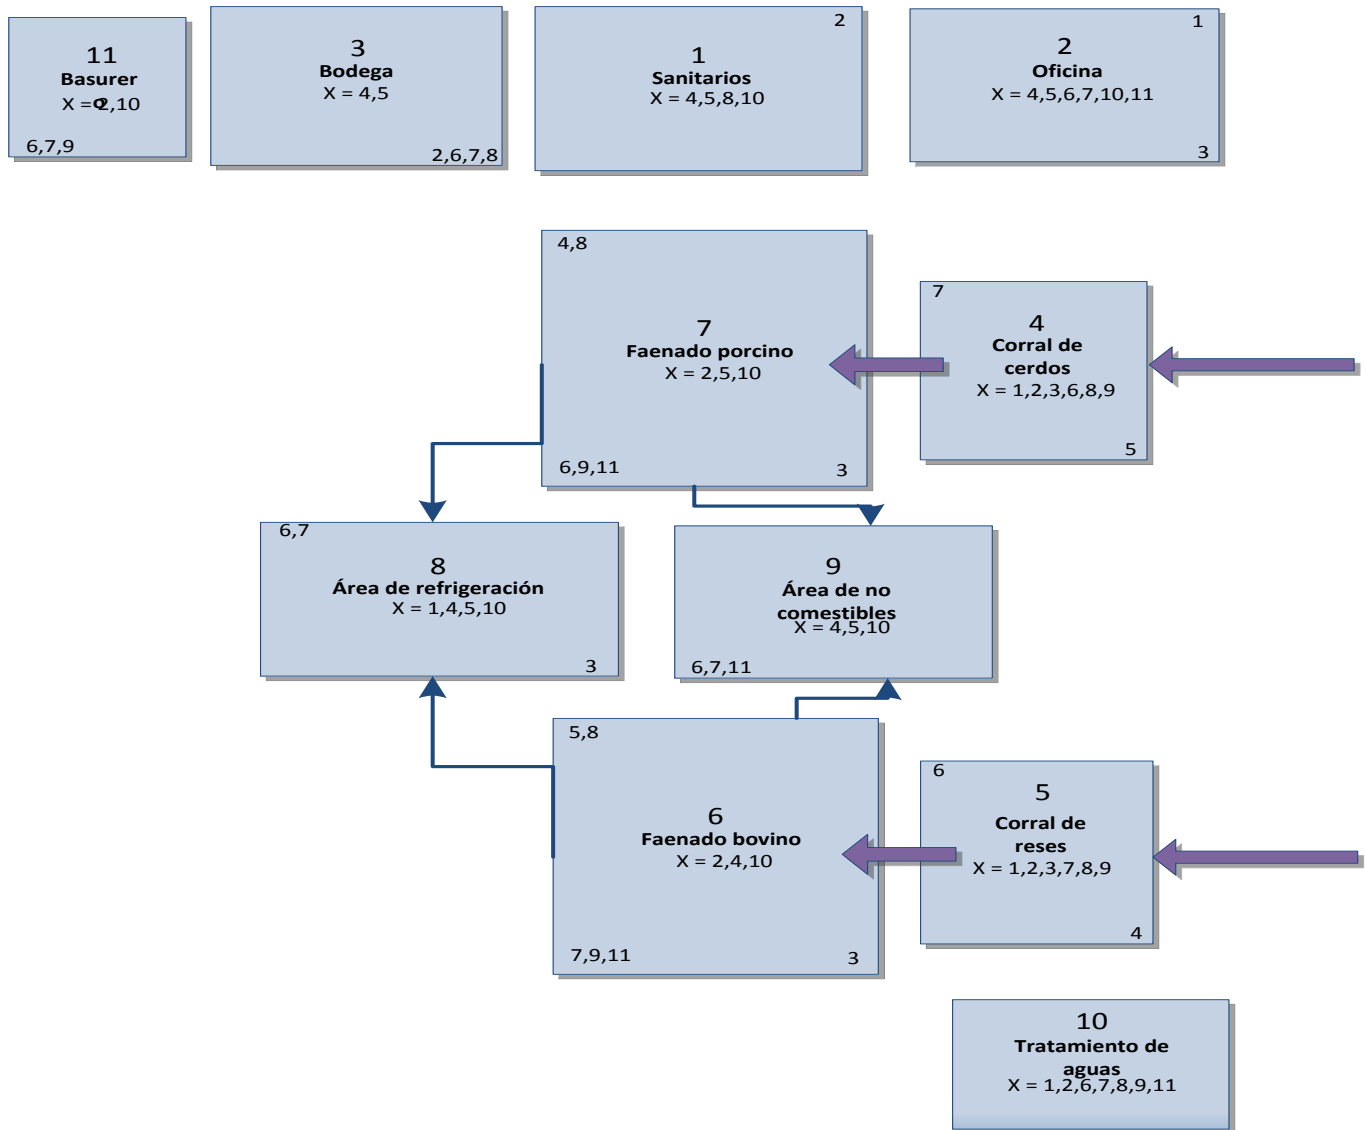 11
Basurero
X = 2,10
6,7,9
3
Bodega
X = 4,5
2,6,7,8
2
1
Sanitarios
X = 4,5,8,10
1
2
Oficina
X = 4,5,6,7,10,11
3
4,8
7
Faenado porcino
X = 2,5,10
6,9,11
3
7
4
Corral de
cerdos
X = 1,2,3,6,8,9
5
6,7
8
Área de refrigeración
X = 1,4,5,10
3
9
Área de no
comestibles
X = 4,5,10
6,7,11
5,8
6
Faenado bovino
X = 2,4,10
7,9,11
3
6
5
Corral de
reses
X = 1,2,3,7,8,9
4
10
Tratamiento de
aguas
X = 1,2,6,7,8,9,11